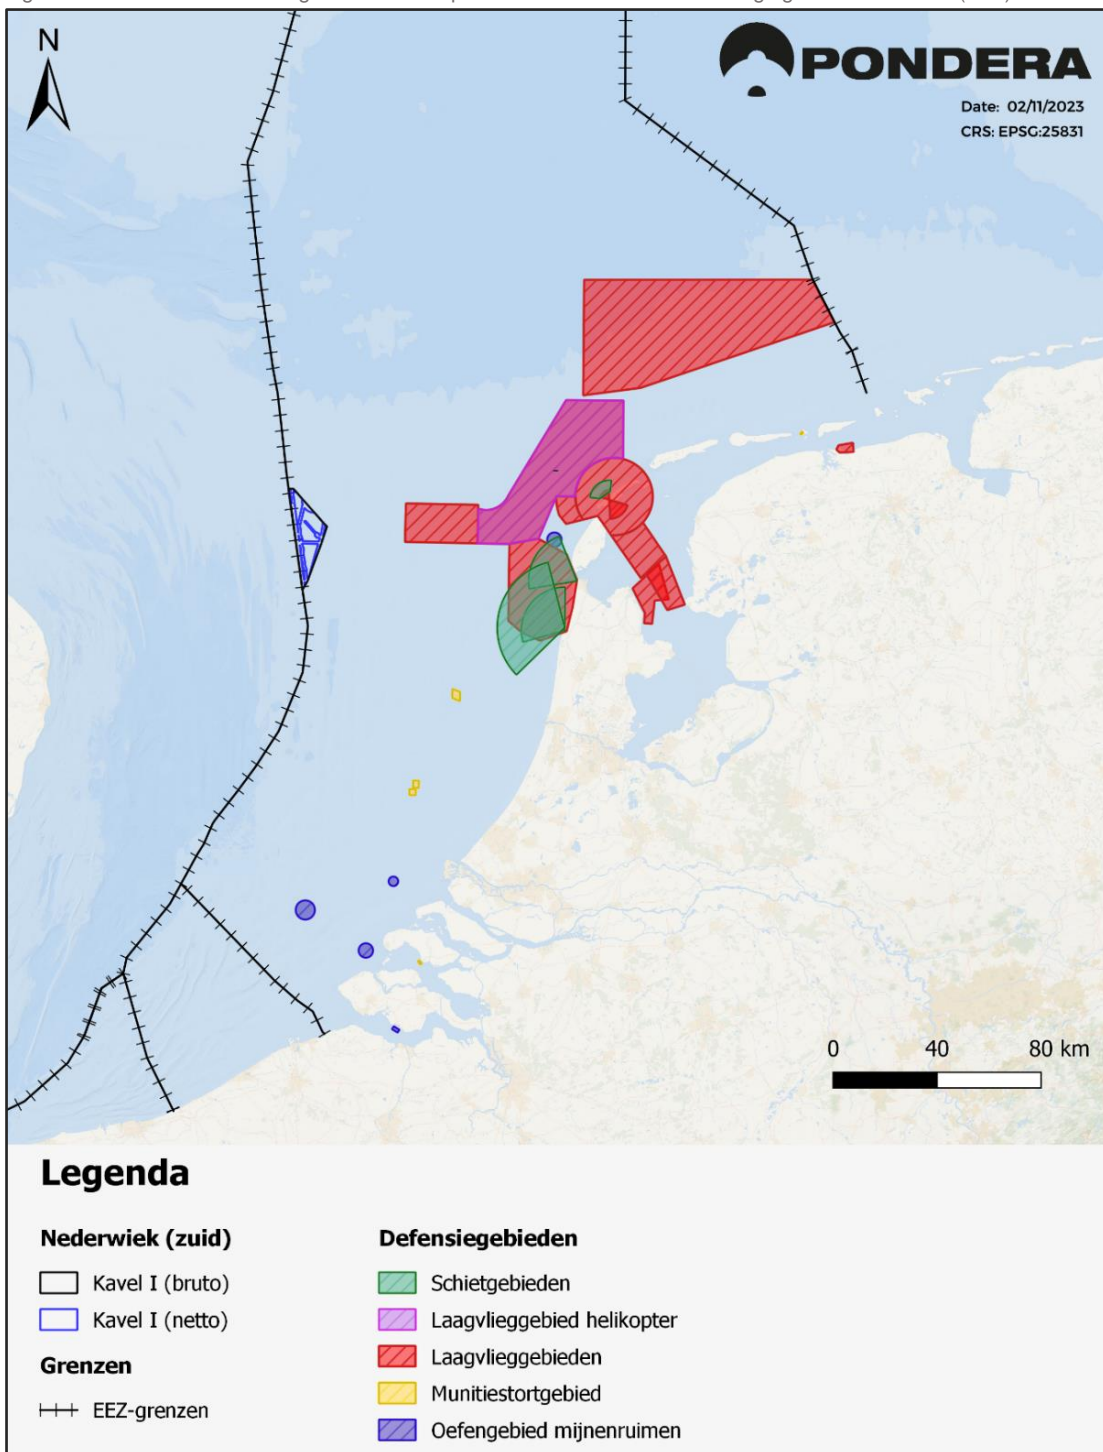 N
PONDERA
Date: 02/11/2023
CRS: EPSG:25831
0 40 80 km
Legenda
Nederwiek (zuid)
Kavel I (bruto)
Kavel I (netto)
Grenzen
EEZ-grenzen
Defensiegebieden
Schietgebieden
Laagvlieggebied helikopter
Laagvlieggebieden
Munitiestortgebied
Oefengebied mijnenruimen